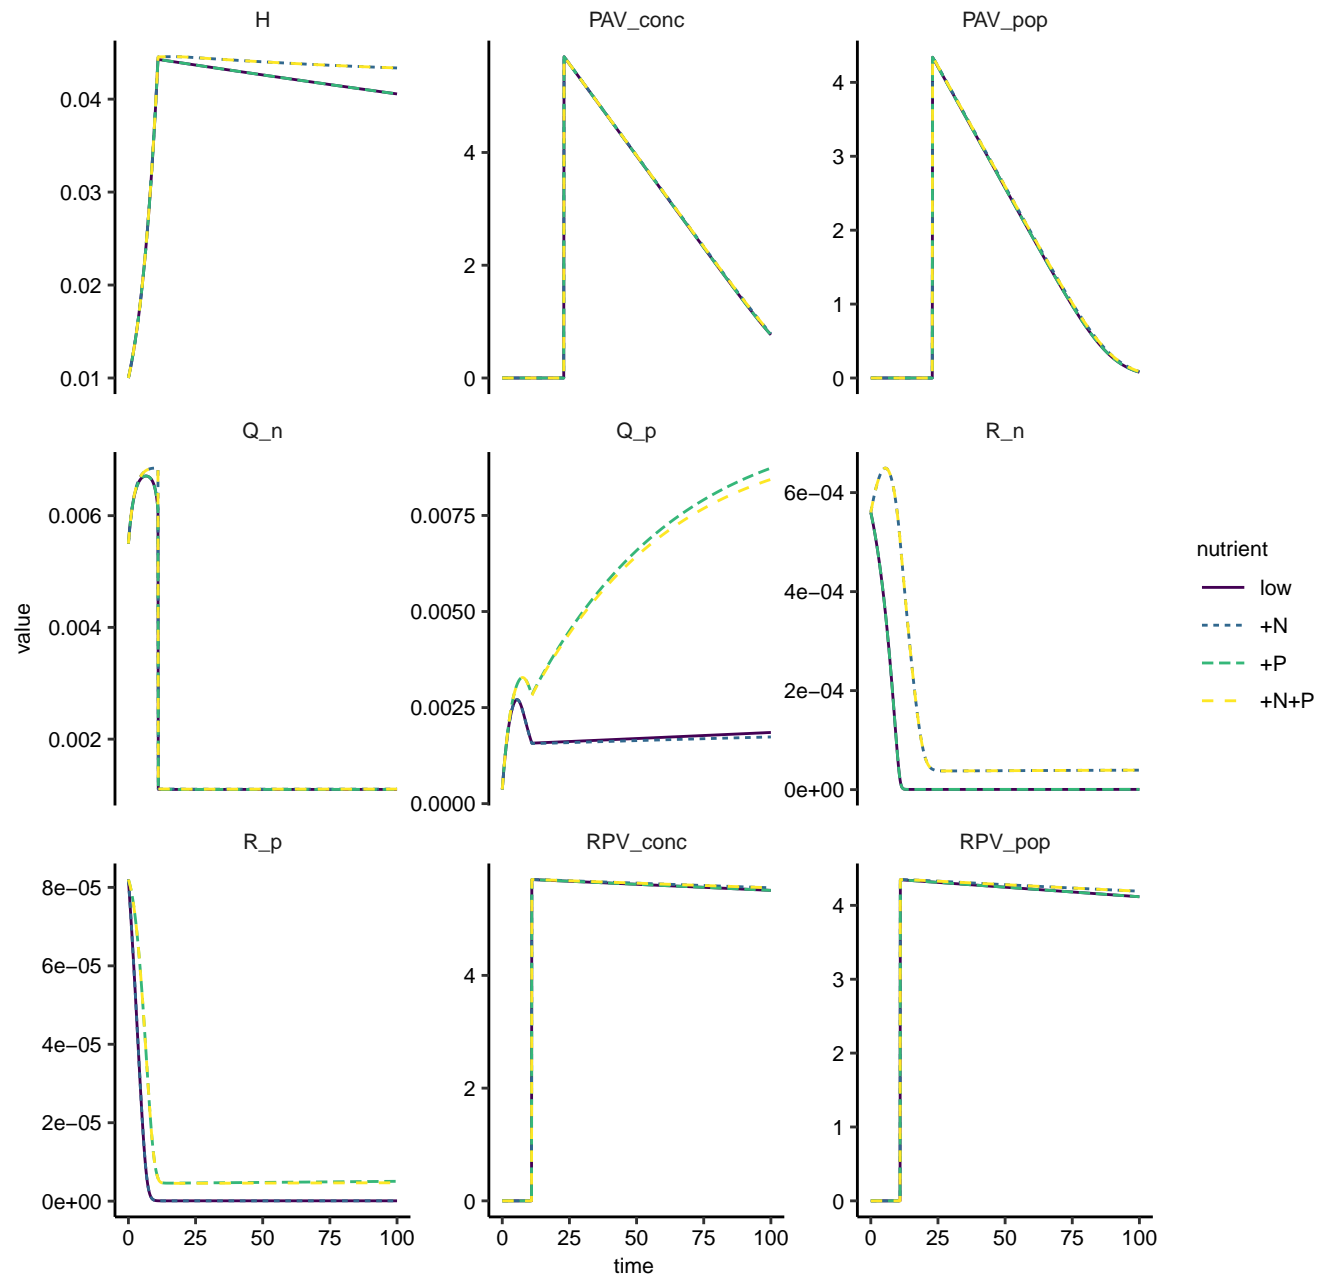 H
PAV_conc
PAV_pop
0.04
0.03
0.02
0.01
4
2
0
4
3
2
1
0
Q_n
Q_p
R_n
0.006
0.004
0.002
0.0075
0.0050
0.0025
0.0000
6e−04
4e−04
2e−04
0e+00
value
nutrient
low
+N
+P
+N+P
R_p
RPV_conc
RPV_pop
8e−05
6e−05
4e−05
2e−05
0e+00
4
2
0
4
3
2
1
0
0 25 50 75 100
0 25 50 75 100
0 25 50 75 100
time